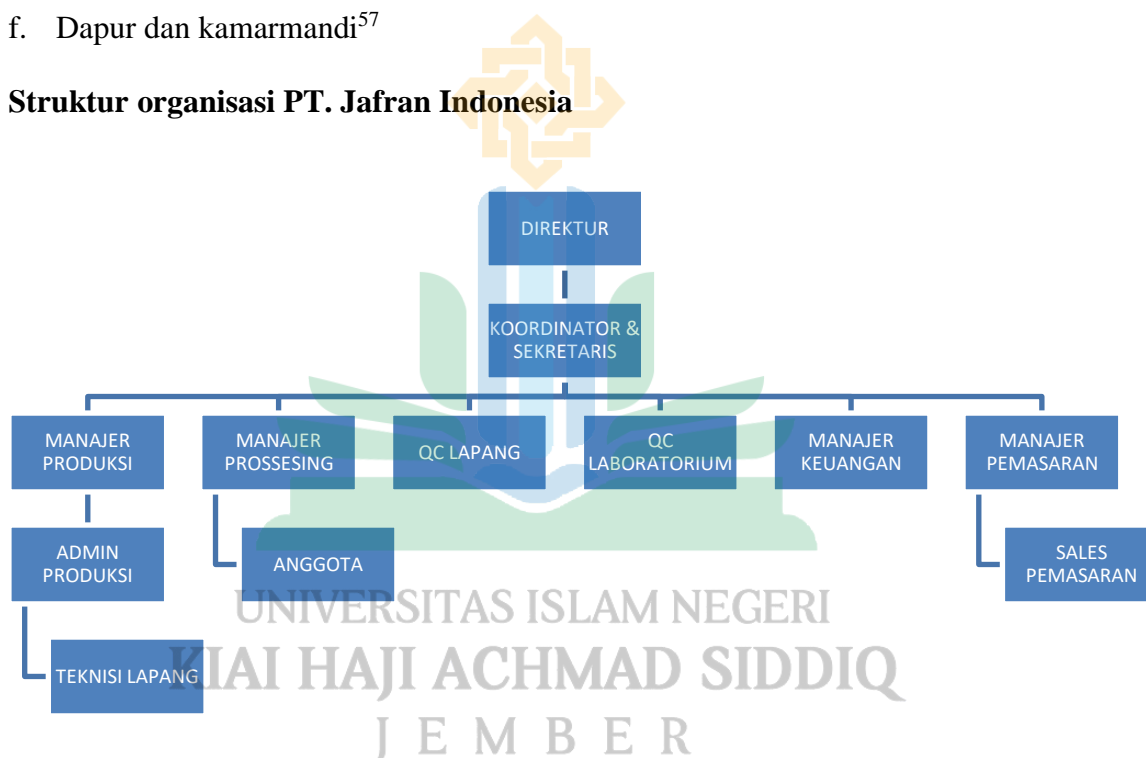 f. Dapur dan kamarmandi57
Struktur organisasi PT. Jafran Indonesia
DIREKTUR
KOORDINATOR &
SEKRETARIS
MANAJER
PRODUKSI
MANAJER
PROSSESING
QC LAPANG
QC
LABORATORIUM
MANAJER
KEUANGAN
MANAJER
PEMASARAN
ADMIN
PRODUKSI
ANGGOTA
SALES
PEMASARAN
TEKNISI LAPANG
UNIVERSITAS ISLAM NEGERI
KIAI HAJI ACHMAD SIDDIQ
JEMBER